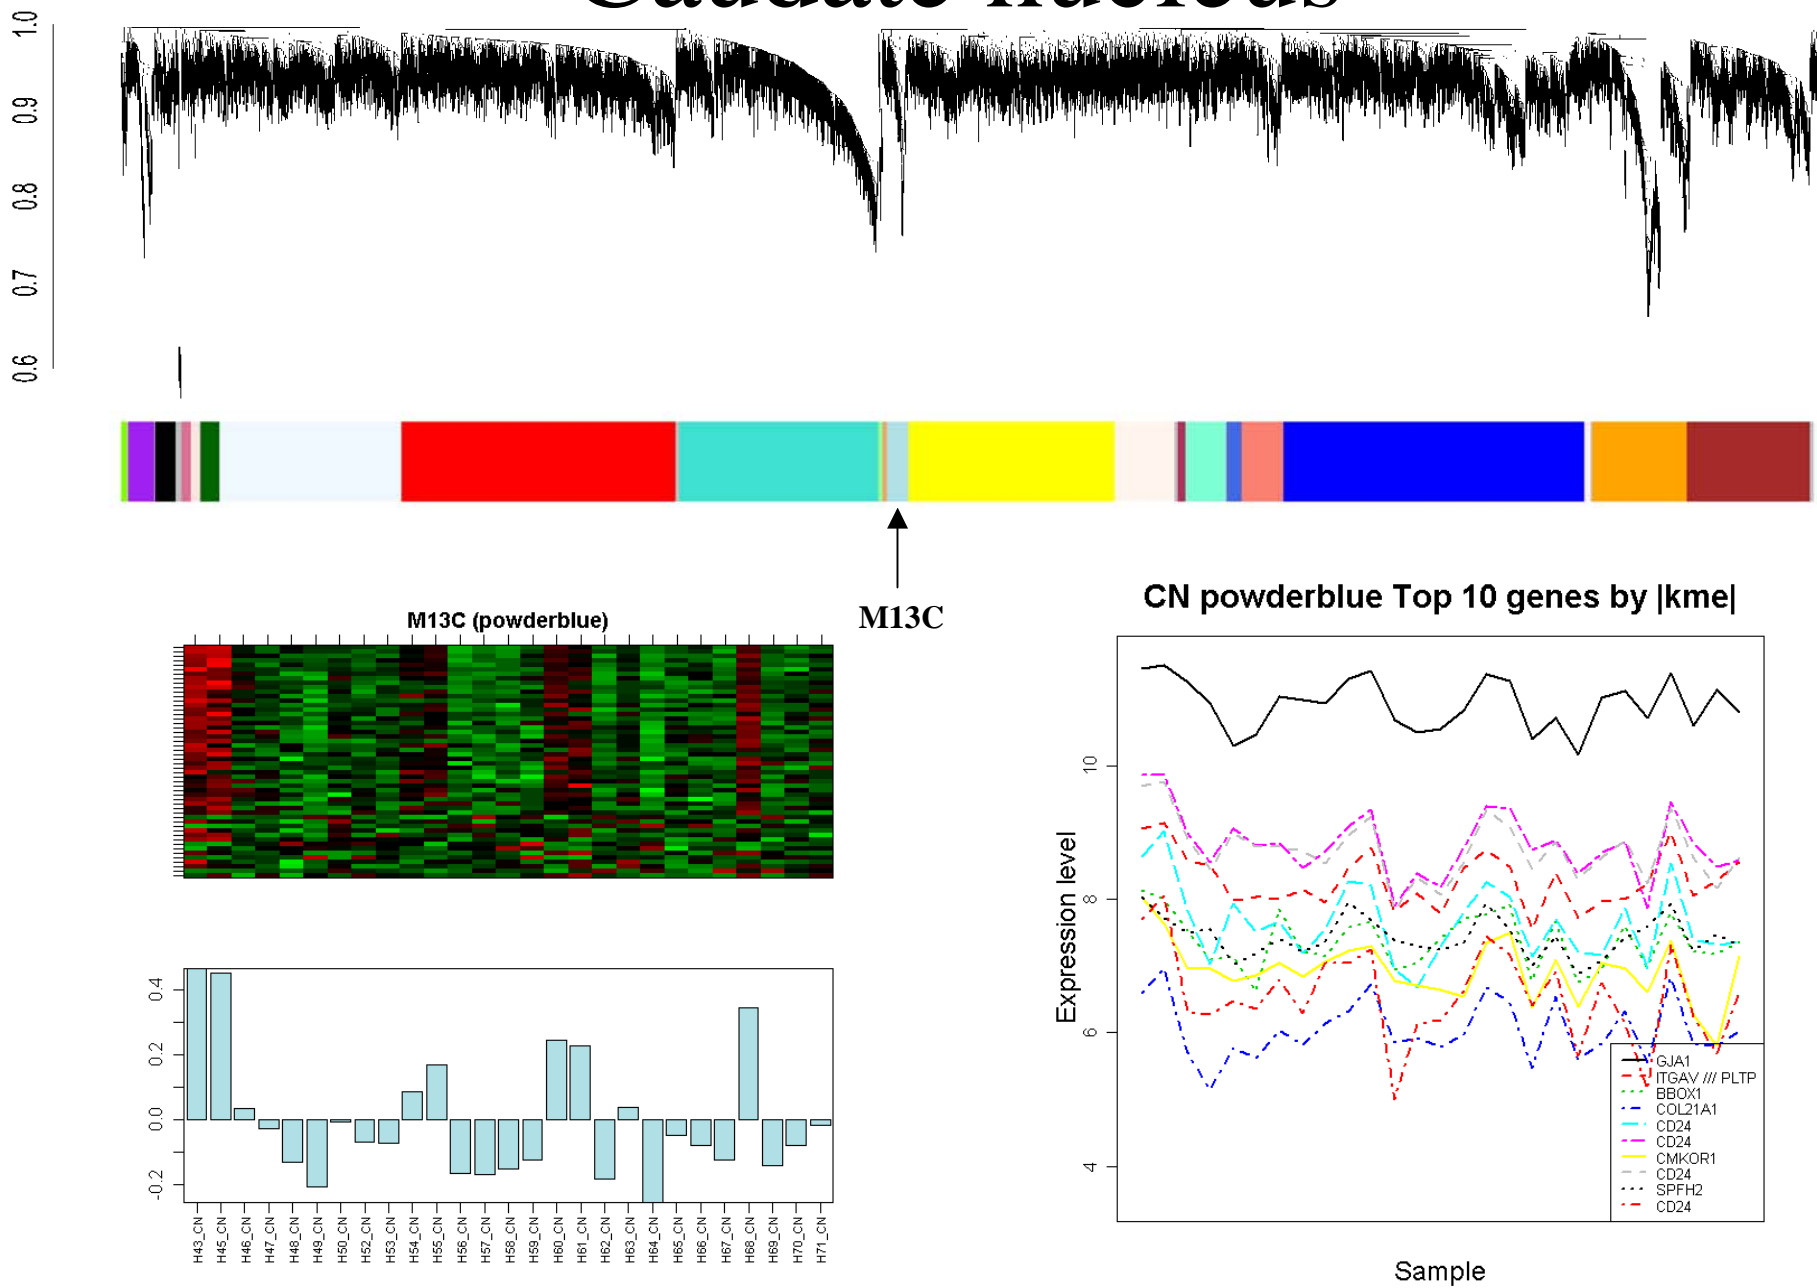 Caudate nucleus
1.0
0.9
0.8
0.7
0.6
M13C
M13C (powderblue)
0.4
0.2
0.0
-0.2
H43_CN
H45_CN
H46_CN
H47_CN
H48_CN
H49_CN
H50_CN
H52_CN
H53_CN
H54_CN
H55_CN
H56_CN
H57_CN
H58_CN
H59_CN
H60_CN
H61_CN
H62_CN
H63_CN
H64_CN
H65_CN
H66_CN
H67_CN
H68_CN
H69_CN
H70_CN
H71_CN
CN powderblue Top 10 genes by |kme|
Expression level
10
8
6
4
GJA1
ITGAV /// PLTP
BBOX1
COL21A1
CD24
CD24
CMKOR1
CD24
SPFH2
CD24
Sample